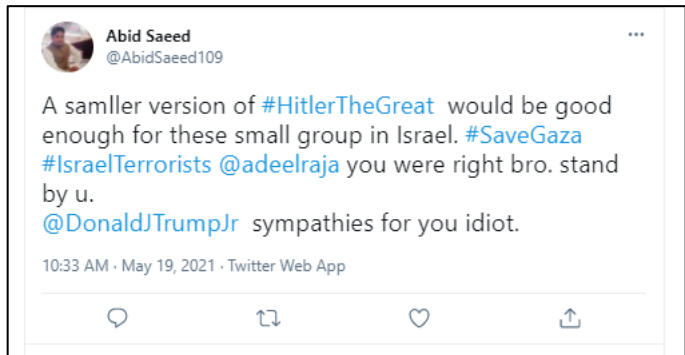 Abid Saeed
@AbidSaeed109
A samller version of #HitlerTheGreat would be good
enough for these small group in Israel. #SaveGaza
#IsraelTerrorists @adeelraja you were right bro. stand
by u.
@DonaldJTrumpJr sympathies for you idiot.
10:33 AM · May 19, 2021 · Twitter Web App